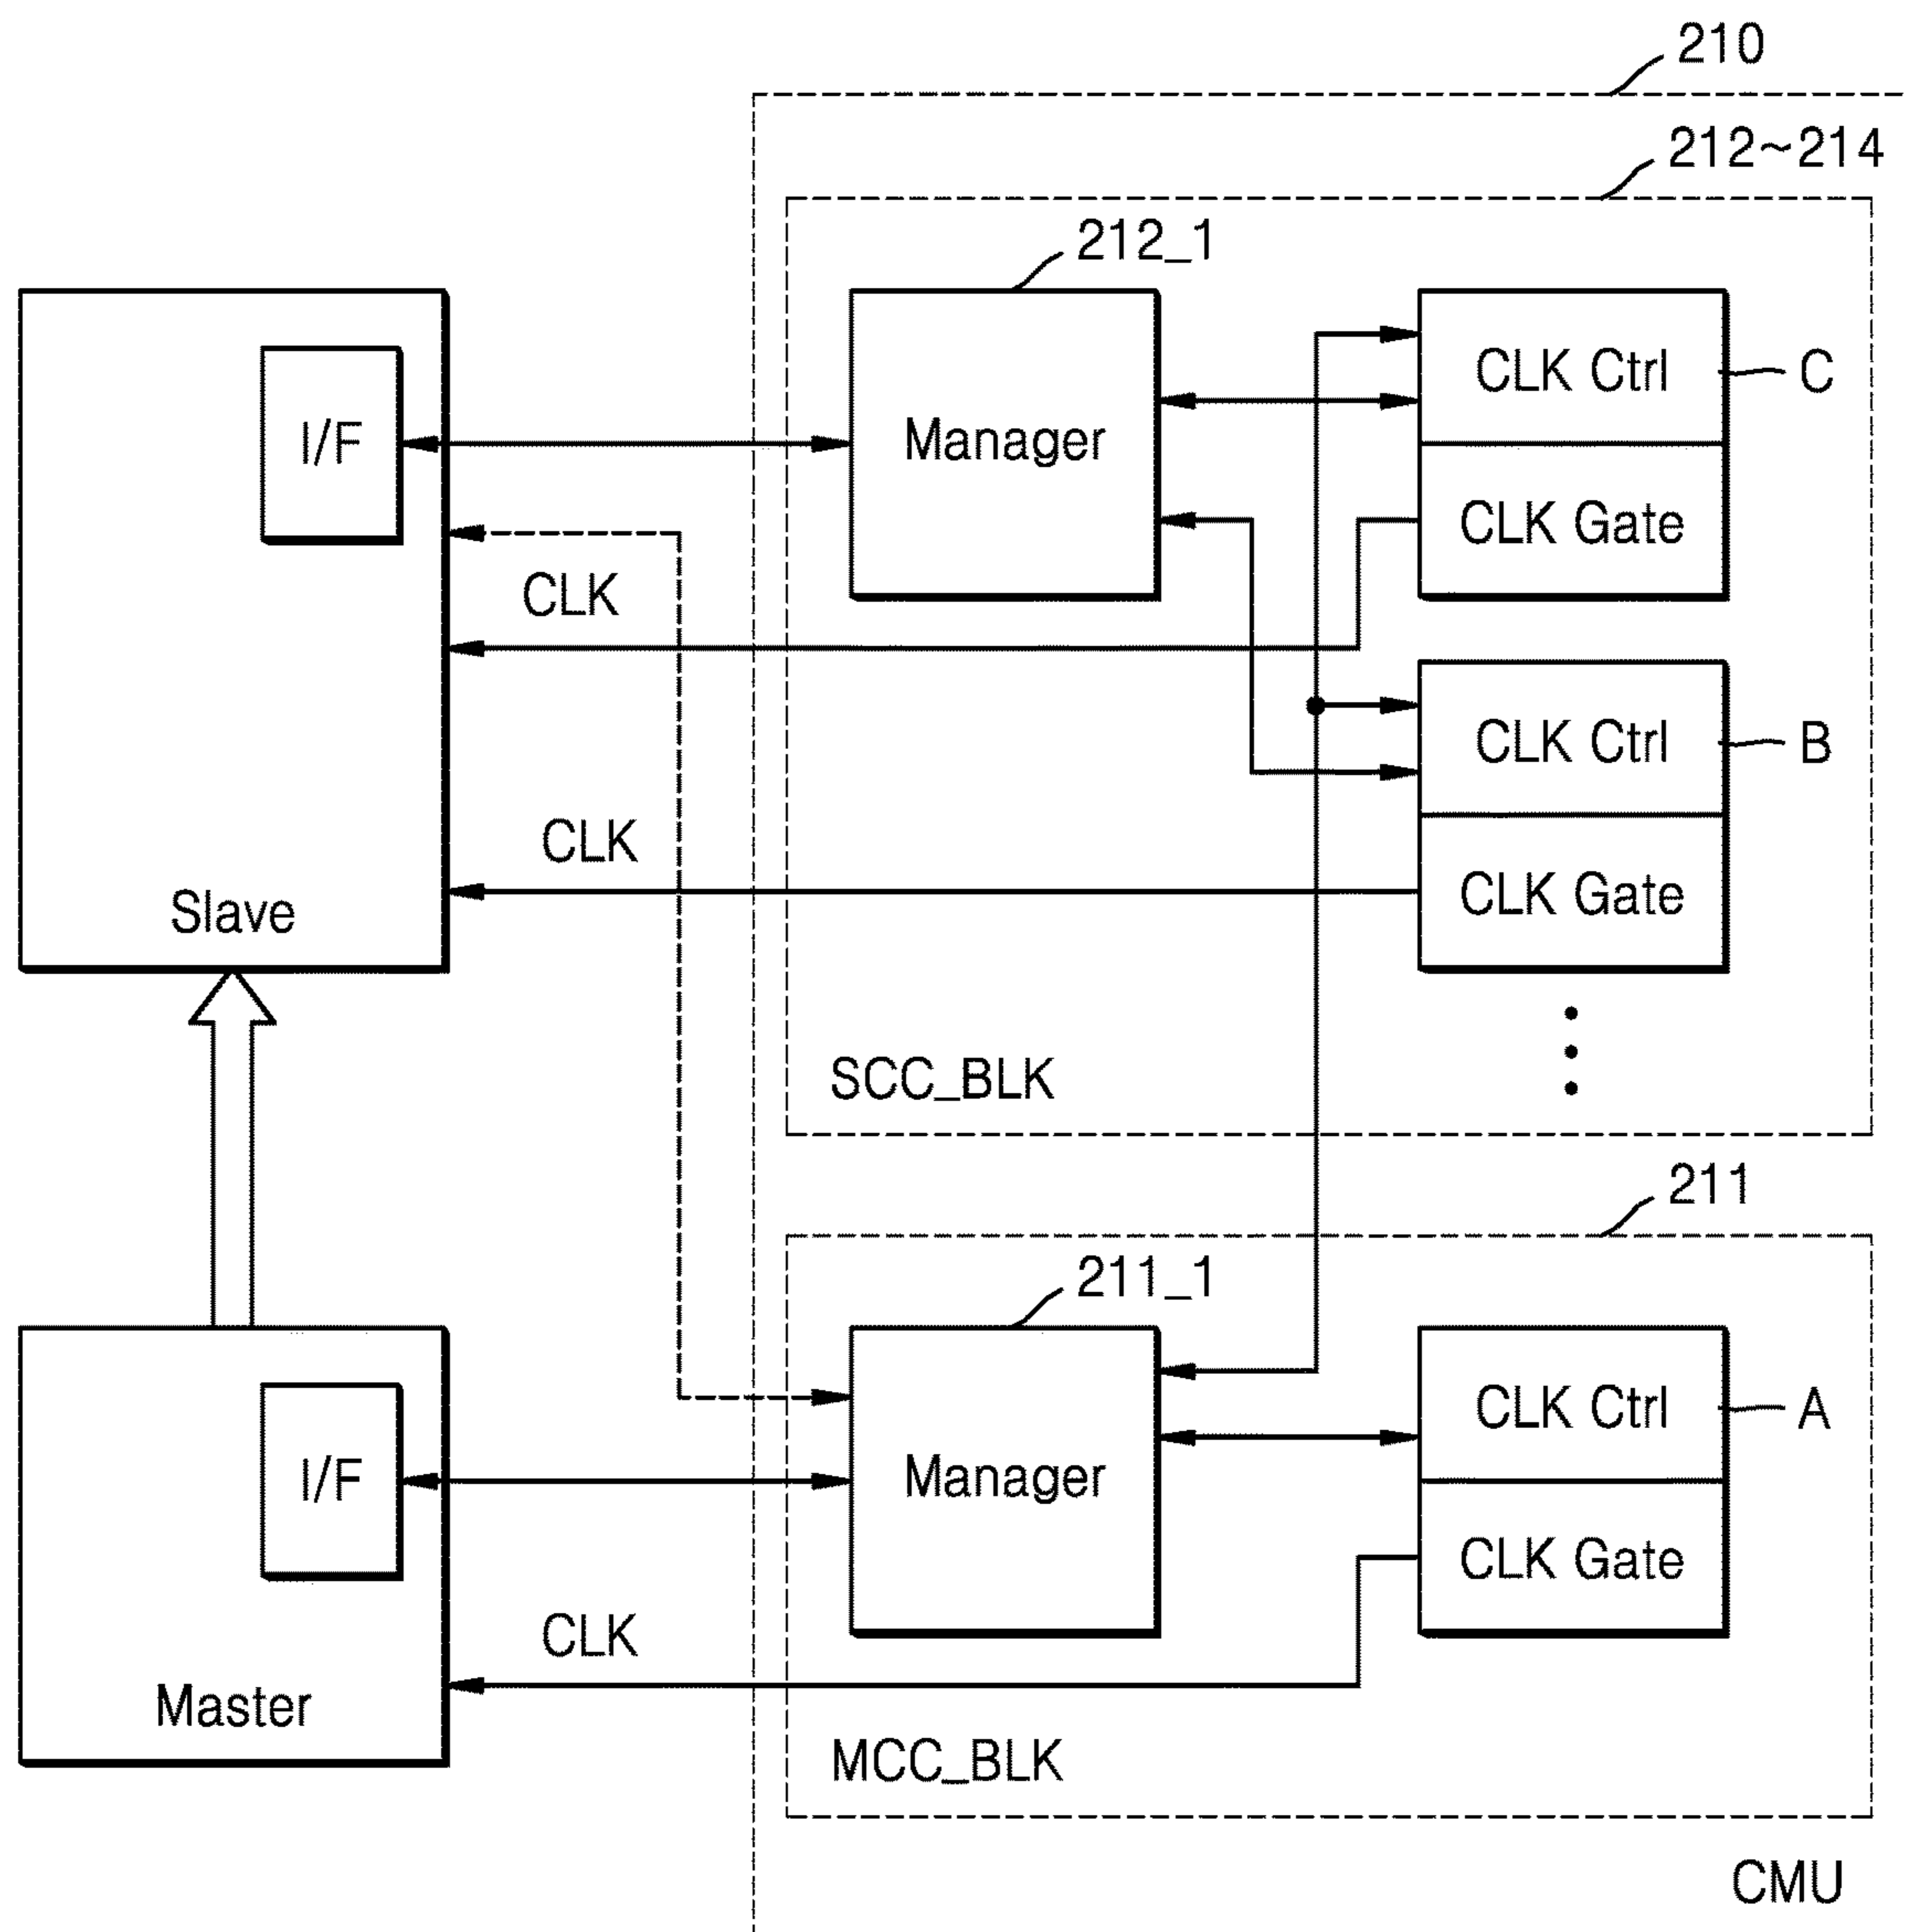 210
212~214
212_1
I/F
Manager
CLK Ctrl
C
CLK Gate
CLK
CLK Ctrl
B
CLK
CLK Gate
Slave
SCC_BLK
211
211_1
I/F
Manager
CLK Ctrl
A
CLK Gate
CLK
Master
MCC_BLK
CMU